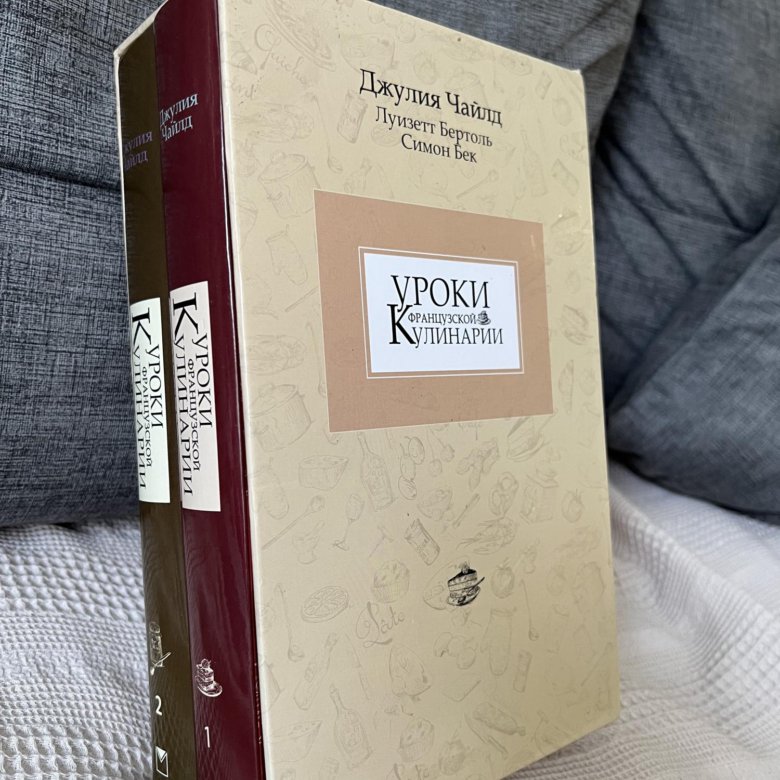 Джулия Чайлд
Луизетт Бертоль
Симон Бек
УРОКИ
ФРАНЦУЗСКОЙ
КУЛИНАРИИ
Джулия
Чайлд
УРОКИ
ФРАНЦУЗСКОЙ
КУЛИНАРИИ
1
Джулия
Чайлд
УРОКИ
ФРАНЦУЗСКОЙ
КУЛИНАРИИ
2